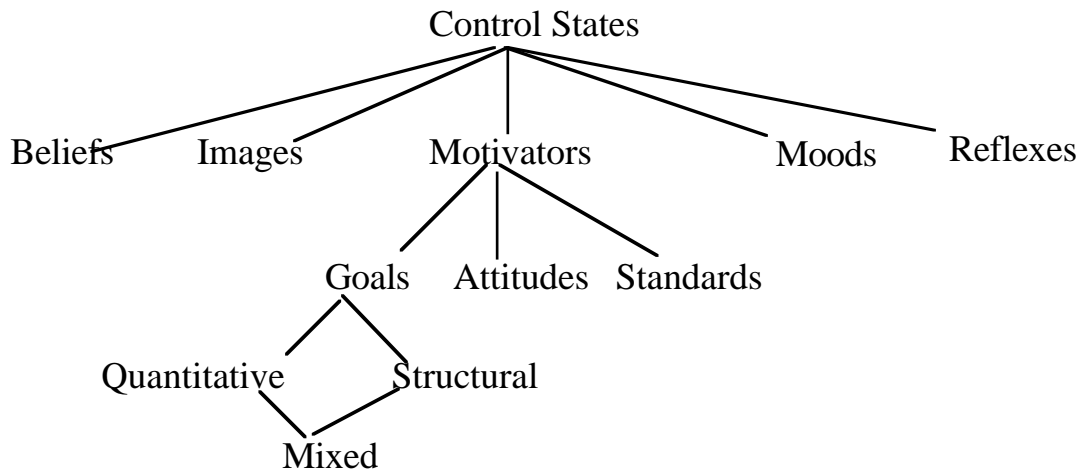 Control States
Beliefs Images Motivators Moods Reflexes
Goals Attitudes Standards
Quantitative Structural
Mixed